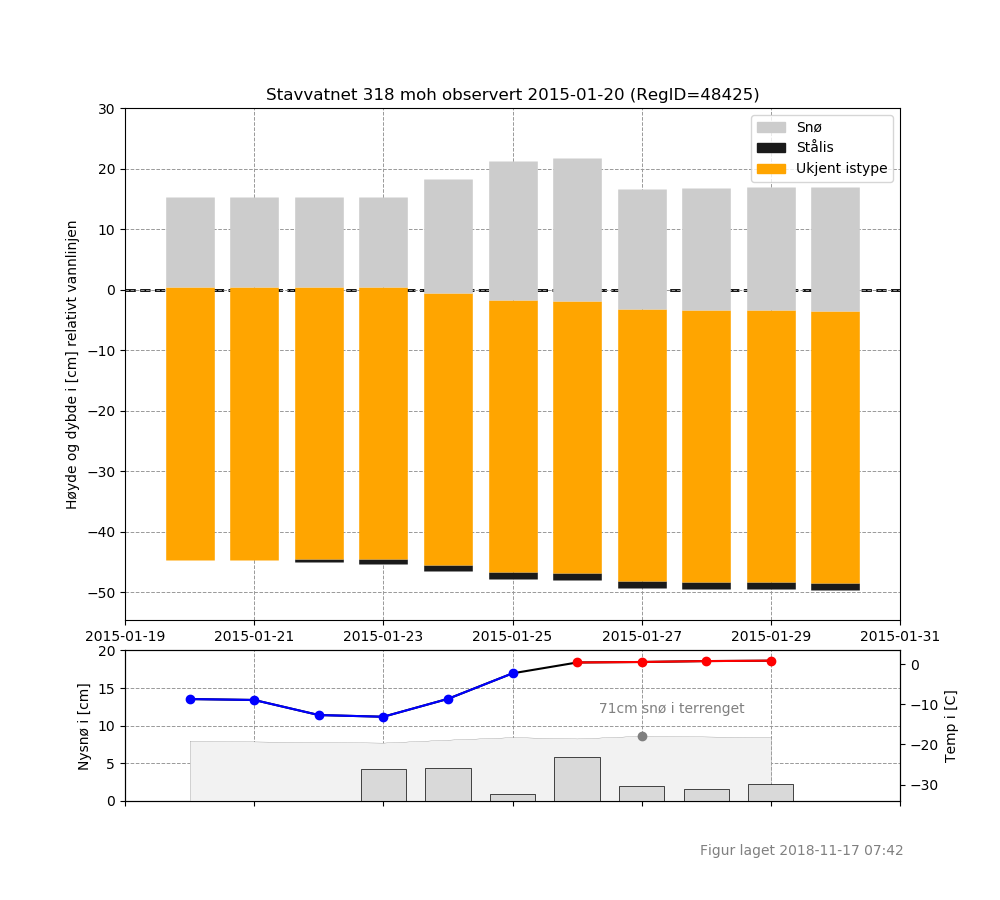 Stavvatnet 318 moh observert 2015-01-20 (RegID=48425)
Høyde og dybde i [cm] relativt vannlinjen
30
20
10
0
−10
−20
−30
−40
−50
Snø
Stålis
Ukjent istype
2015-01-19 2015-01-21 2015-01-23 2015-01-25 2015-01-27 2015-01-29 2015-01-31
Nysnø i [cm]
20
15
10
5
0
71cm snø i terrenget
0
−10
−20
−30
Temp i [C]
Figur laget 2018-11-17 07:42